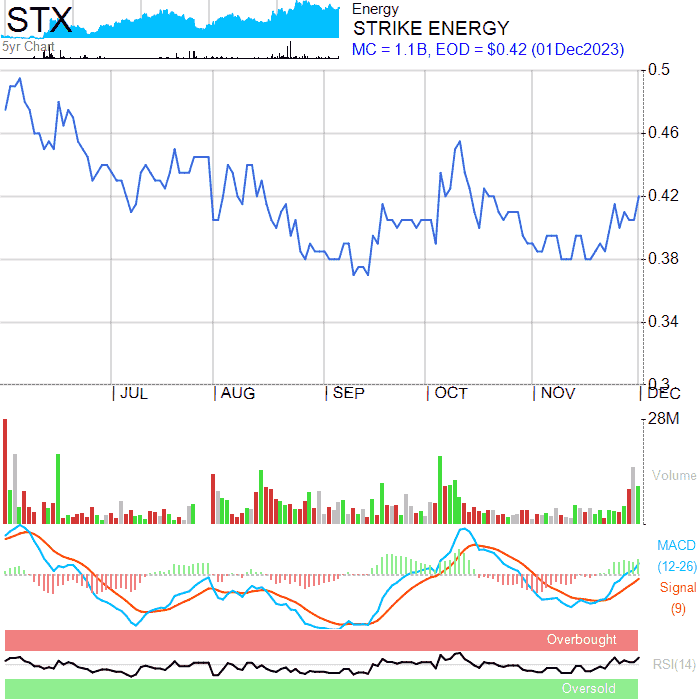 STX
5yr Chart
Energy
STRIKE ENERGY
MC = 1.1B, EOD = $0.42 (01Dec2023)
0.5
0.46
0.42
0.38
0.34
0.3
JUL AUG SEP OCT NOV DEC
28M
Volume
MACD
(12-26)
Signal
(9)
Overbought
RSI(14)
Oversold